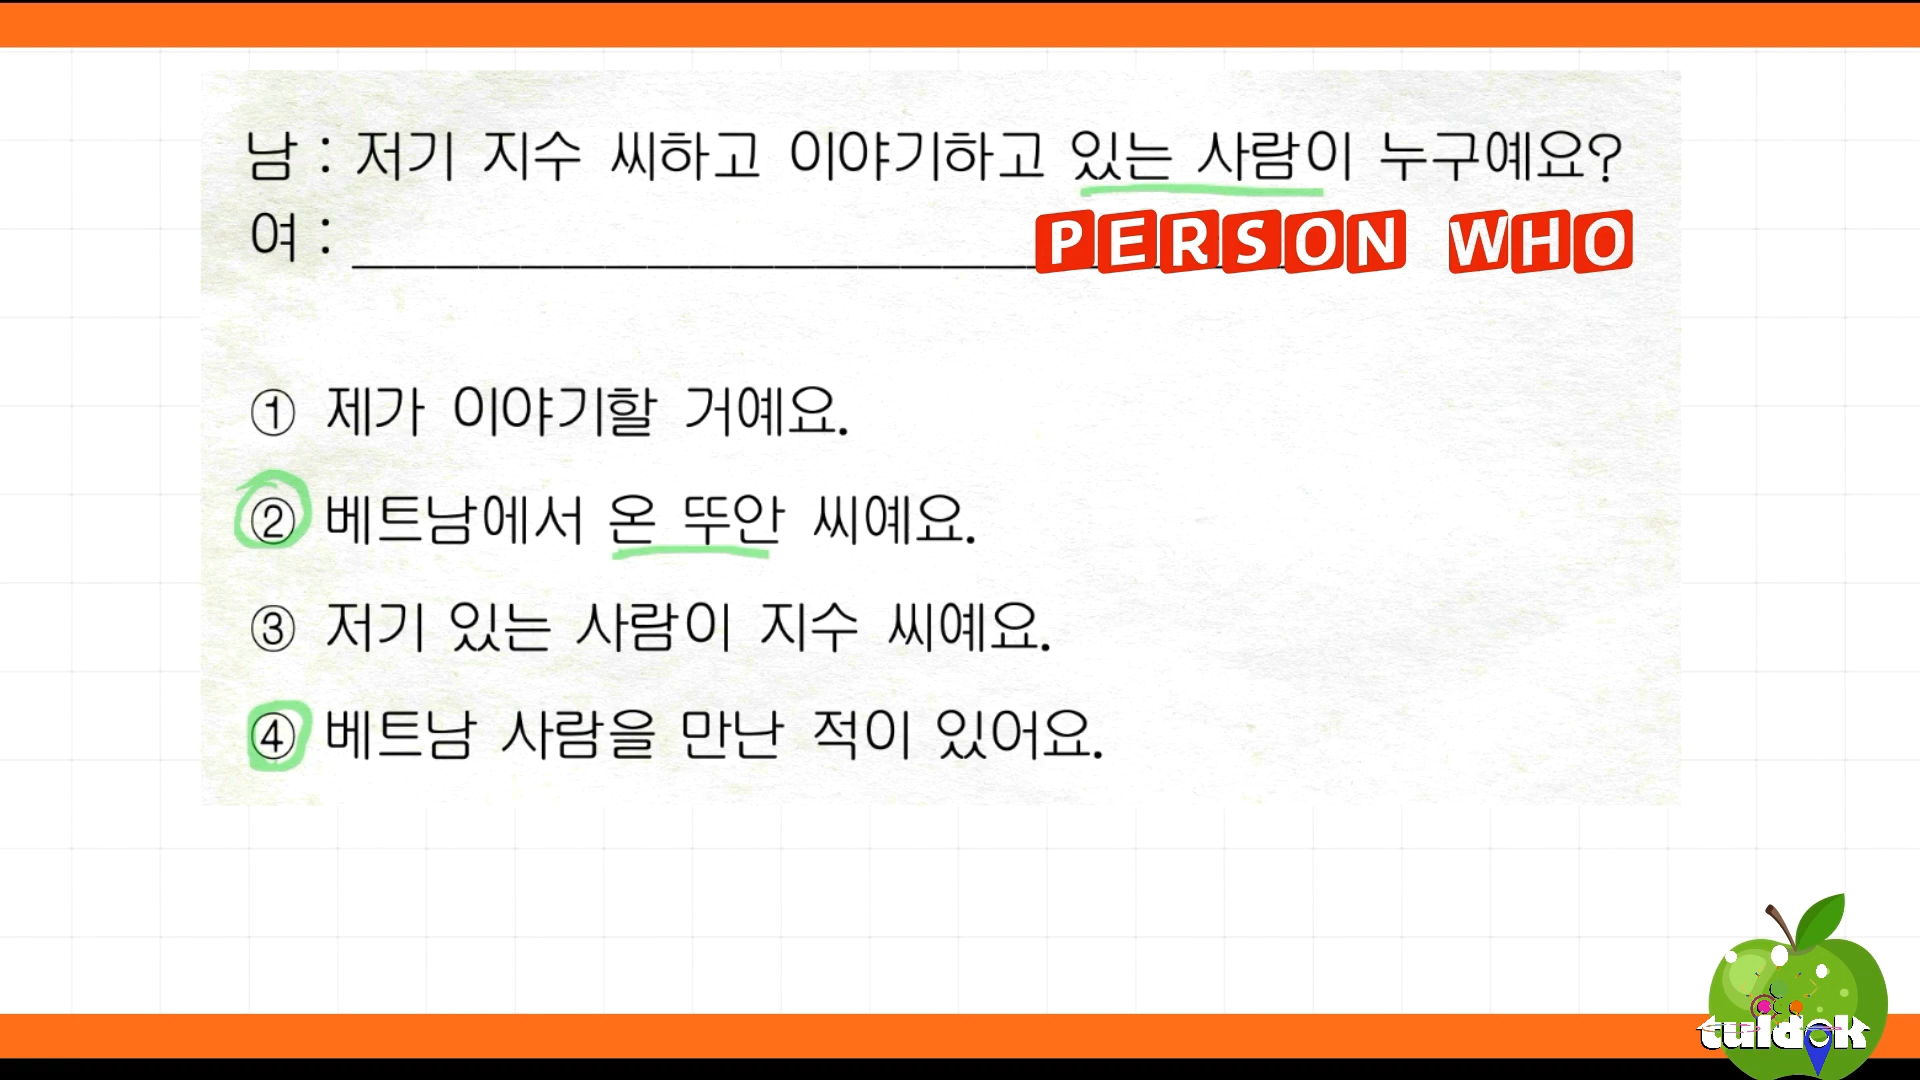 남 : 저기 지수 씨하고 이야기하고 있는 사람이 누구예요?
여 : ______________________
PERSON WHO
① 제가 이야기할 거예요.
② 베트남에서 온 뚜안 씨예요.
③ 저기 있는 사람이 지수 씨예요.
④ 베트남 사람을 만난 적이 있어요.
tuldok